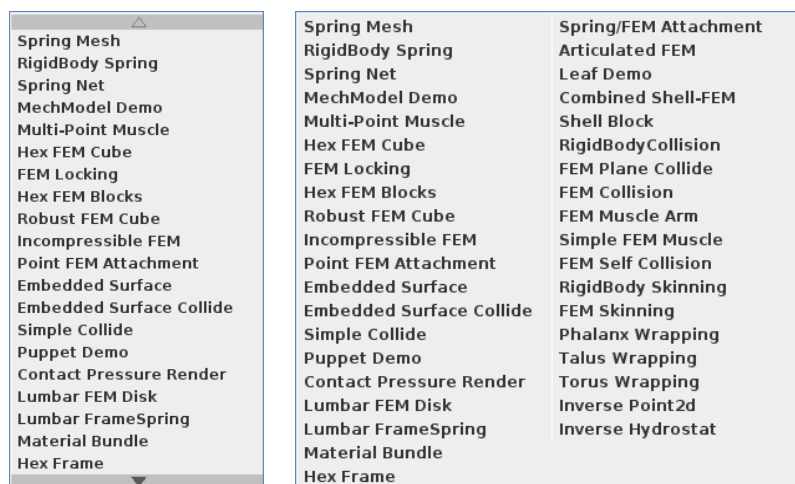 Spring Mesh
RigidBody Spring
Spring Net
MechModel Demo
Multi-Point Muscle
Hex FEM Cube
FEM Locking
Hex FEM Blocks
Robust FEM Cube
Incompressible FEM
Point FEM Attachment
Embedded Surface
Embedded Surface Collide
Simple Collide
Puppet Demo
Contact Pressure Render
Lumbar FEM Disk
Lumbar FrameSpring
Material Bundle
Hex Frame
Spring Mesh
RigidBody Spring
Spring Net
MechModel Demo
Multi-Point Muscle
Hex FEM Cube
FEM Locking
Hex FEM Blocks
Robust FEM Cube
Incompressible FEM
Point FEM Attachment
Embedded Surface
Embedded Surface Collide
Simple Collide
Puppet Demo
Contact Pressure Render
Lumbar FEM Disk
Lumbar FrameSpring
Material Bundle
Hex Frame
Spring/FEM Attachment
Articulated FEM
Leaf Demo
Combined Shell-FEM
Shell Block
RigidBodyCollision
FEM Plane Collide
FEM Collision
FEM Muscle Arm
Simple FEM Muscle
FEM Self Collision
RigidBody Skinning
FEM Skinning
Phalanx Wrapping
Talus Wrapping
Torus Wrapping
Inverse Point2d
Inverse Hydrostat